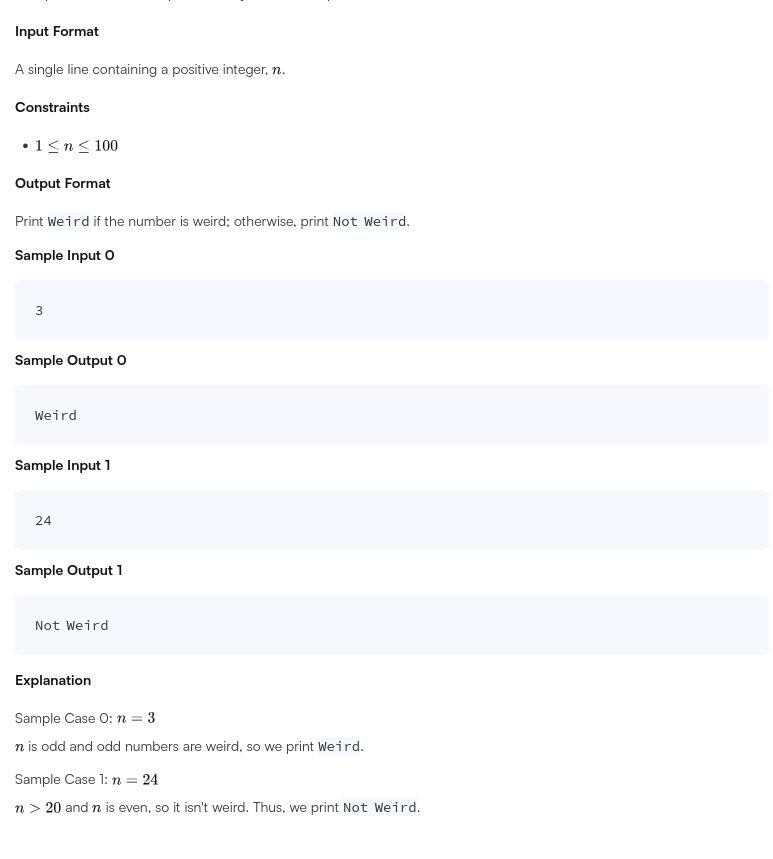 Input Format
A single line containing a positive integer, n.
Constraints
• 1 ≤ n ≤ 100
Output Format
Print Weird if the number is weird; otherwise, print Not Weird.
Sample Input 0
3
Sample Output 0
Weird
Sample Input 1
24
Sample Output 1
Not Weird
Explanation
Sample Case 0: n = 3
n is odd and odd numbers are weird, so we print Weird.
Sample Case 1: n = 24
n > 20 and n is even, so it isn't weird. Thus, we print Not Weird.